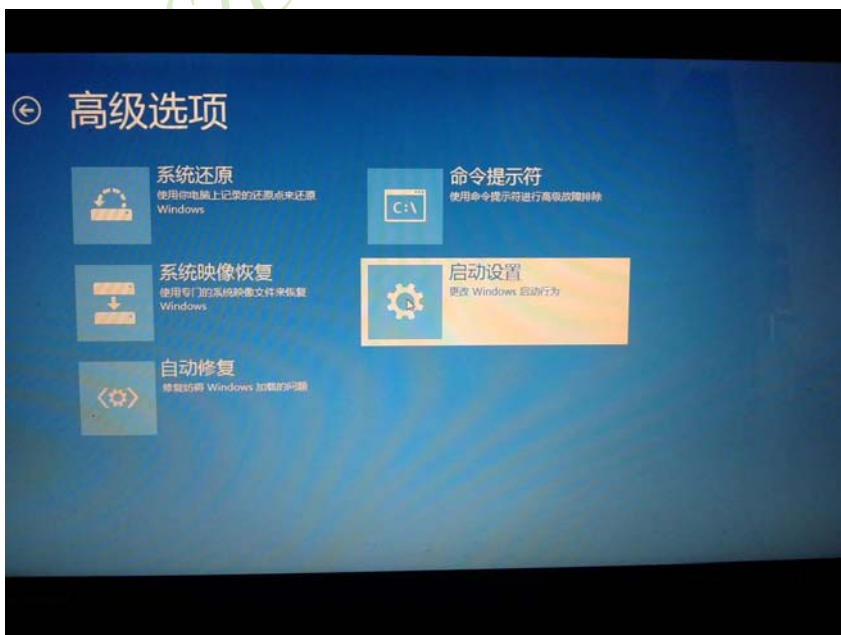 高级选项
系统还原
使用你电脑上记录的还原点来还原
Windows
命令提示符
使用命令提示符进行高级故障排除
C:\
系统映像恢复
使用专门的系统映像文件来恢复
Windows
启动设置
更改 Windows 启动行为
自动修复
修复妨碍 Windows 加载的问题